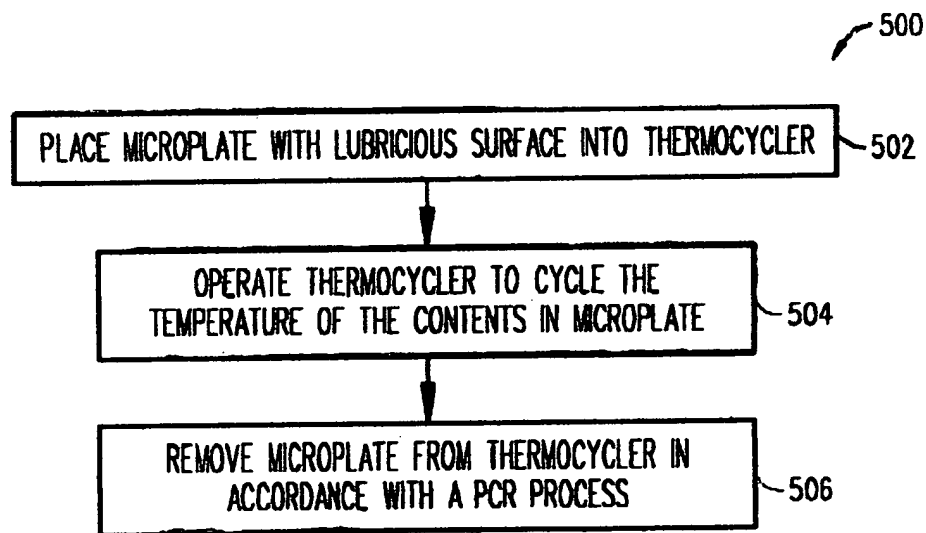 500
PLACE MICROPLATE WITH LUBRICIOUS SURFACE INTO THERMOCYCLER
502
OPERATE THERMOCYCLER TO CYCLE THE
TEMPERATURE OF THE CONTENTS IN MICROPLATE
504
REMOVE MICROPLATE FROM THERMOCYCLER IN
ACCORDANCE WITH A PCR PROCESS
506